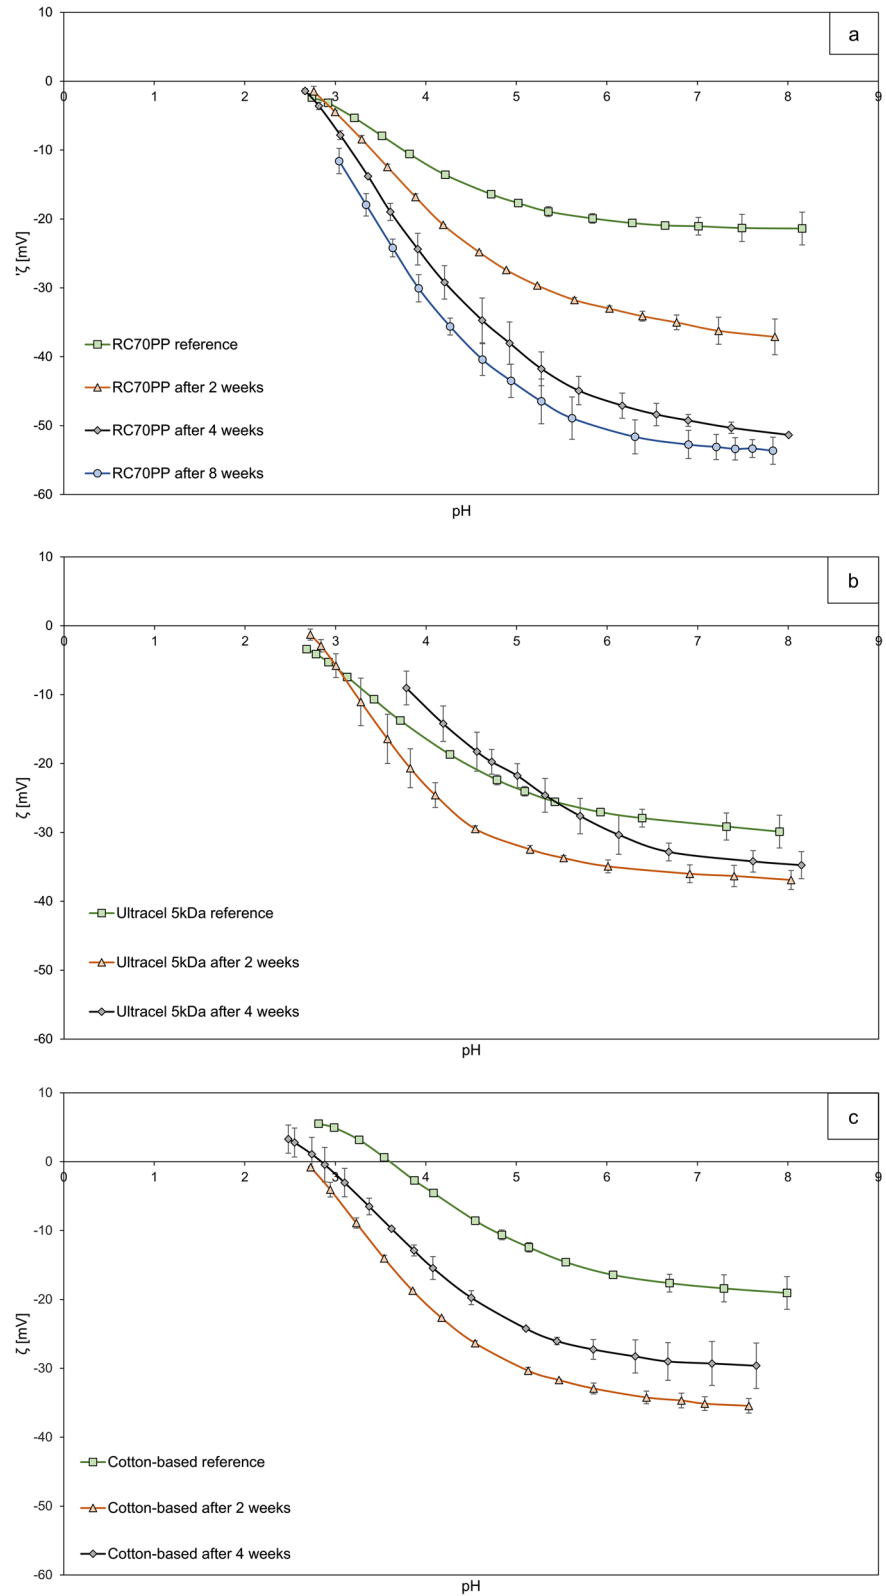 a
10
0
-10
-20
-30
-40
-50
-60
0 1 2 3 4 5 6 7 8 9
'ζ [mV]
RC70PP reference
RC70PP after 2 weeks
RC70PP after 4 weeks
RC70PP after 8 weeks
pH
b
10
0
-10
-20
-30
-40
-50
-60
0 1 2 3 4 5 6 7 8 9
ζ [mV]
Ultracel 5kDa reference
Ultracel 5kDa after 2 weeks
Ultracel 5kDa after 4 weeks
pH
c
10
0
-10
-20
-30
-40
-50
-60
0 1 2 3 4 5 6 7 8 9
ζ [mV]
Cotton-based reference
Cotton-based after 2 weeks
Cotton-based after 4 weeks
pH